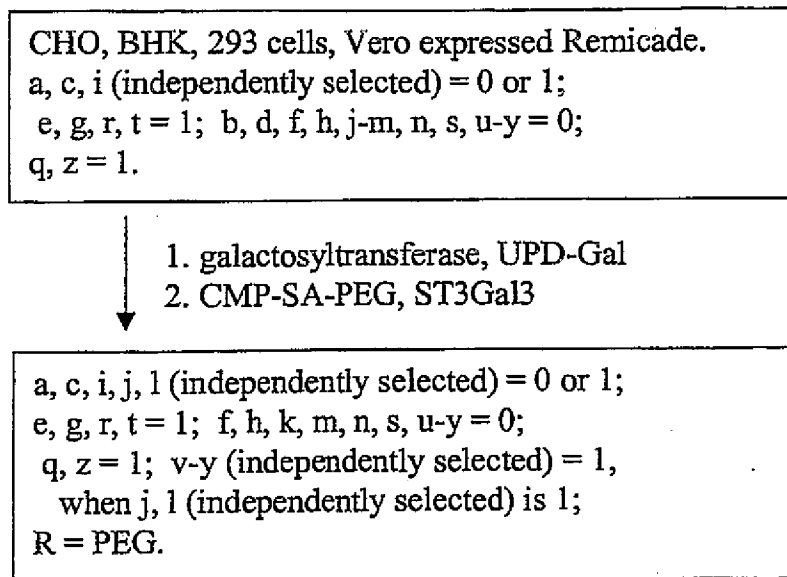 CHO, BHK, 293 cells, Vero expressed Remicade.
a, c, i (independently selected) = 0 or 1;
e, g, r, t = 1; b, d, f, h, j-m, n, s, u-y = 0;
q, z = 1.
1. galactosyltransferase, UPD-Gal
2. CMP-SA-PEG, ST3Gal3
a, c, i, j, l (independently selected) = 0 or 1;
e, g, r, t = 1; f, h, k, m, n, s, u-y = 0;
q, z = 1; v-y (independently selected) = 1,
when j, l (independently selected) is 1;
R = PEG.